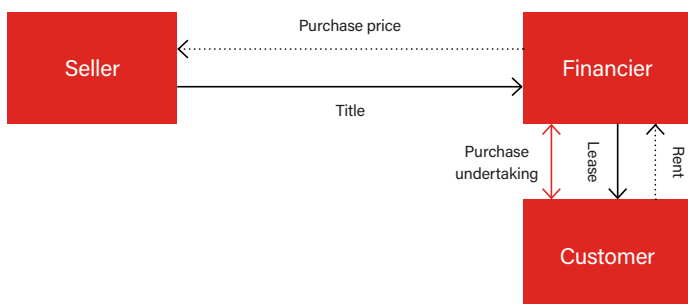 Purchase price
Seller
Financier
Title
Purchase
undertaking
Lease
Rent
Customer